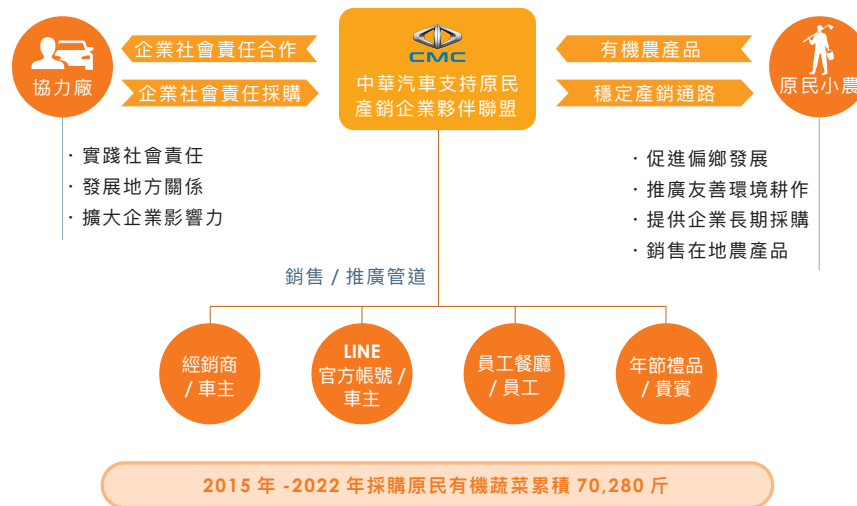 協力廠
企業社會責任合作
企業社會責任採購
CMC
中華汽車支持原民
產銷企業夥伴聯盟
有機農產品
穩定產銷通路
原民小農
· 實踐社會責任
· 發展地方關係
· 擴大企業影響力
· 促進偏鄉發展
· 推廣友善環境耕作
· 提供企業長期採購
· 銷售在地農產品
銷售 / 推廣管道
經銷商
/ 車主
LINE
官方帳號 /
車主
員工餐廳
/ 員工
年節禮品
/ 貴賓
2015 年 -2022 年採購原民有機蔬菜累積 70,280 斤